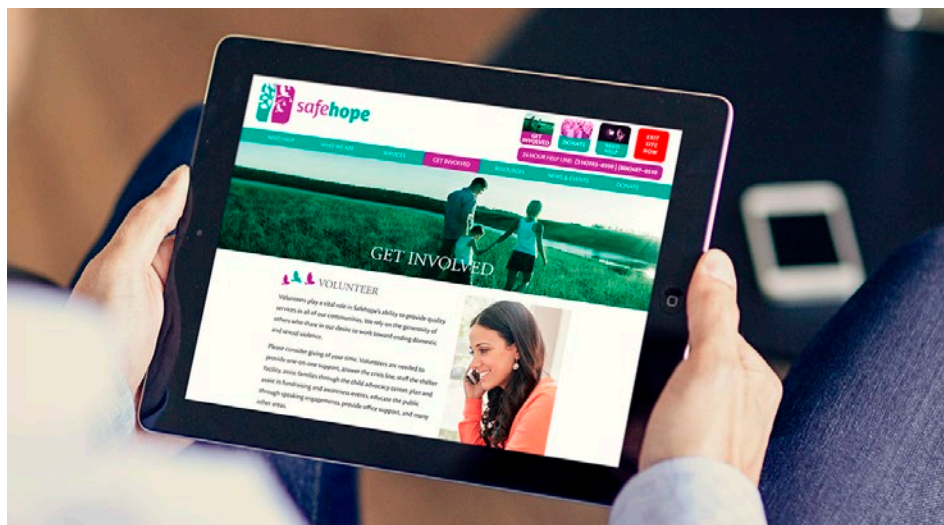 safehope
GET
INVOLVED
DONATE
NEED
HELP
EXIT
SITE
NOW
24 HOUR HELP LINE:
NEED HELP
WHO WE ARE
SERVICES
GET INVOLVED
RESOURCES
NEWS & EVENTS
DONATE
GET INVOLVED
VOLUNTEER
Volunteers play a vital role in Safehope's ability to provide quality
services in all of our communities. We rely on the generosity of
others who share in our desire to work toward ending domestic
and sexual violence.
Please consider giving of your time. Volunteers are needed to
provide one-on-one support, answer the crisis line, staff the shelter
facility, assist families through the child advocacy center, plan and
assist in fundraising and awareness events, educate the public
through speaking engagements, provide office support, and many
other areas.